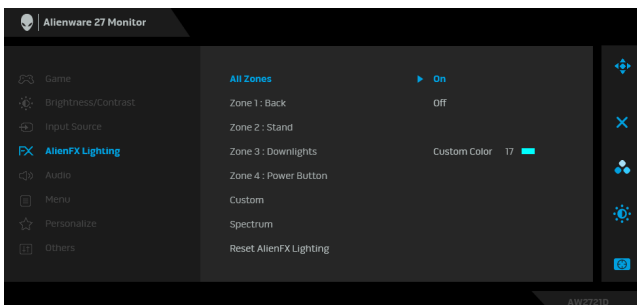 Alienware 27 Monitor
Game
Brightness/Contrast
Input Source
AlienFX Lighting
Audio
Menu
Personalize
Others
All Zones On
Zone 1 : Back Off
Zone 2 : Stand
Zone 3 : Downlights Custom Color 17
Zone 4 : Power Button
Custom
Spectrum
Reset AlienFX Lighting
AW2721D